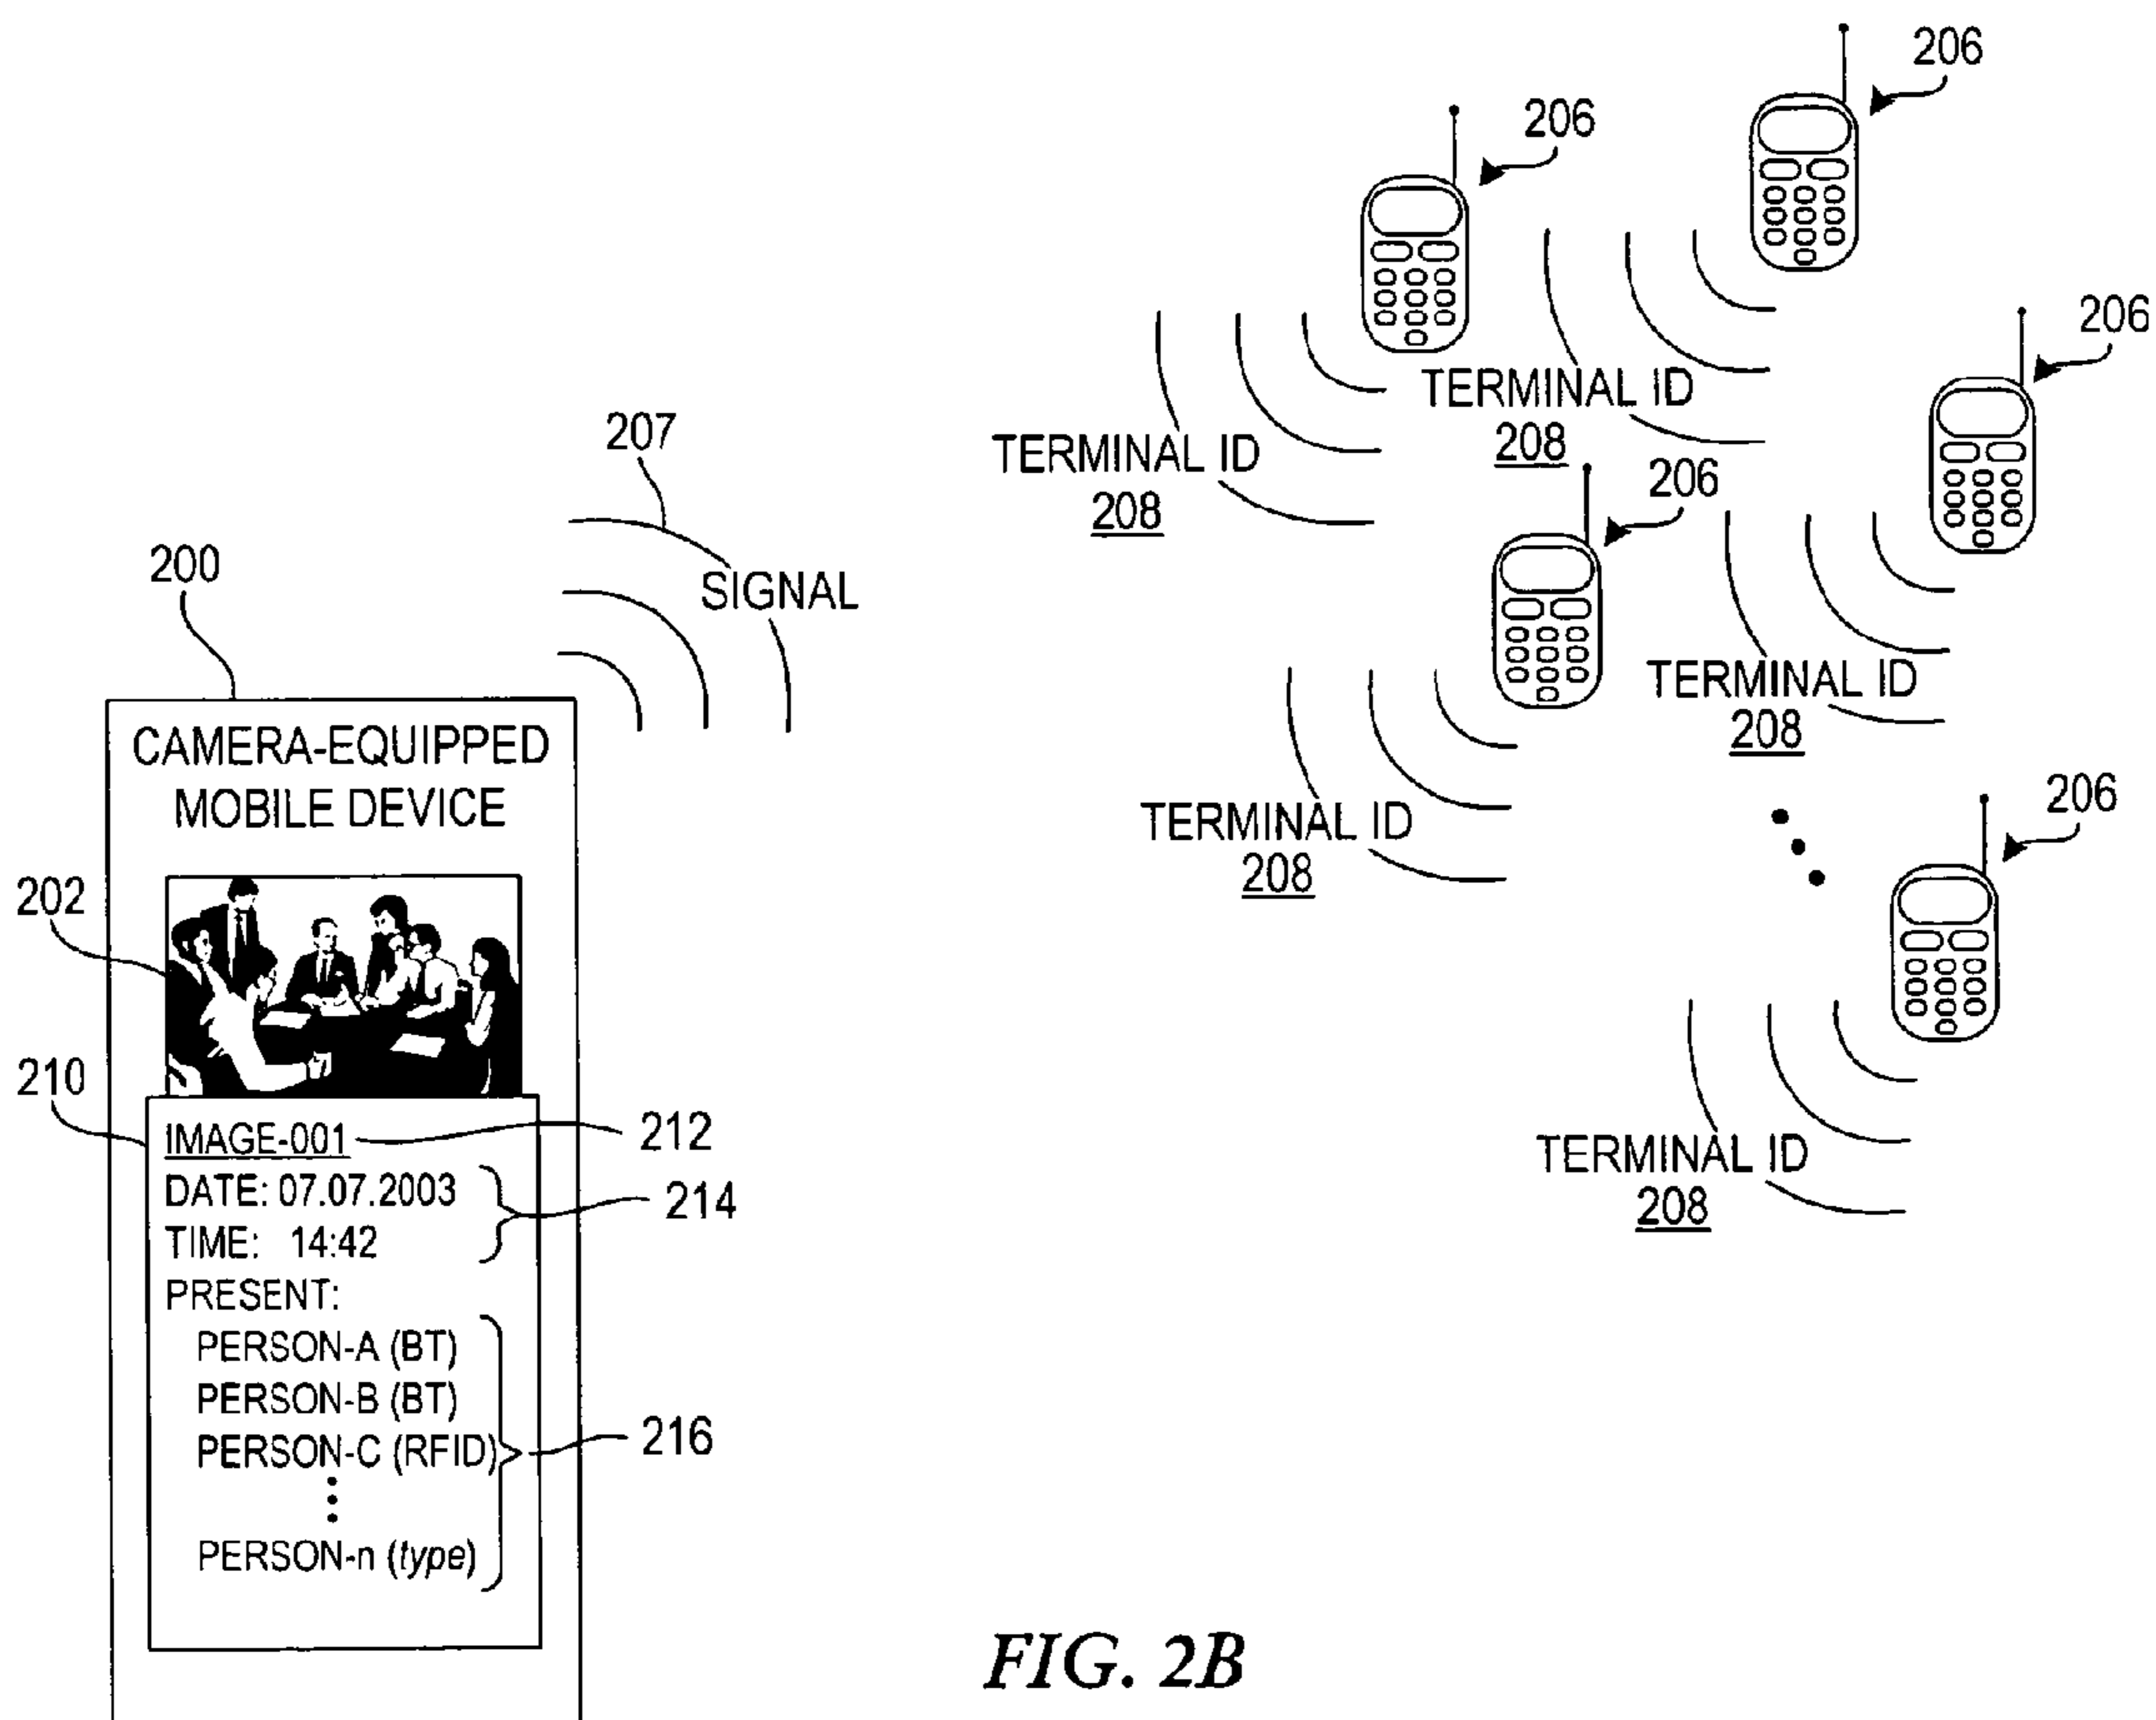 206
206
206
TERMINAL ID
208
TERMINAL ID
208
206
207
SIGNAL
TERMINAL ID
208
TERMINAL ID
208
206
TERMINAL ID
208
200
CAMERA-EQUIPPED
MOBILE DEVICE
202
210
IMAGE-001
212
DATE: 07.07.2003
214
TIME: 14:42
PRESENT:
PERSON-A (BT)
PERSON-B (BT)
PERSON-C (RFID)
216
PERSON-n (type)
FIG. 2B